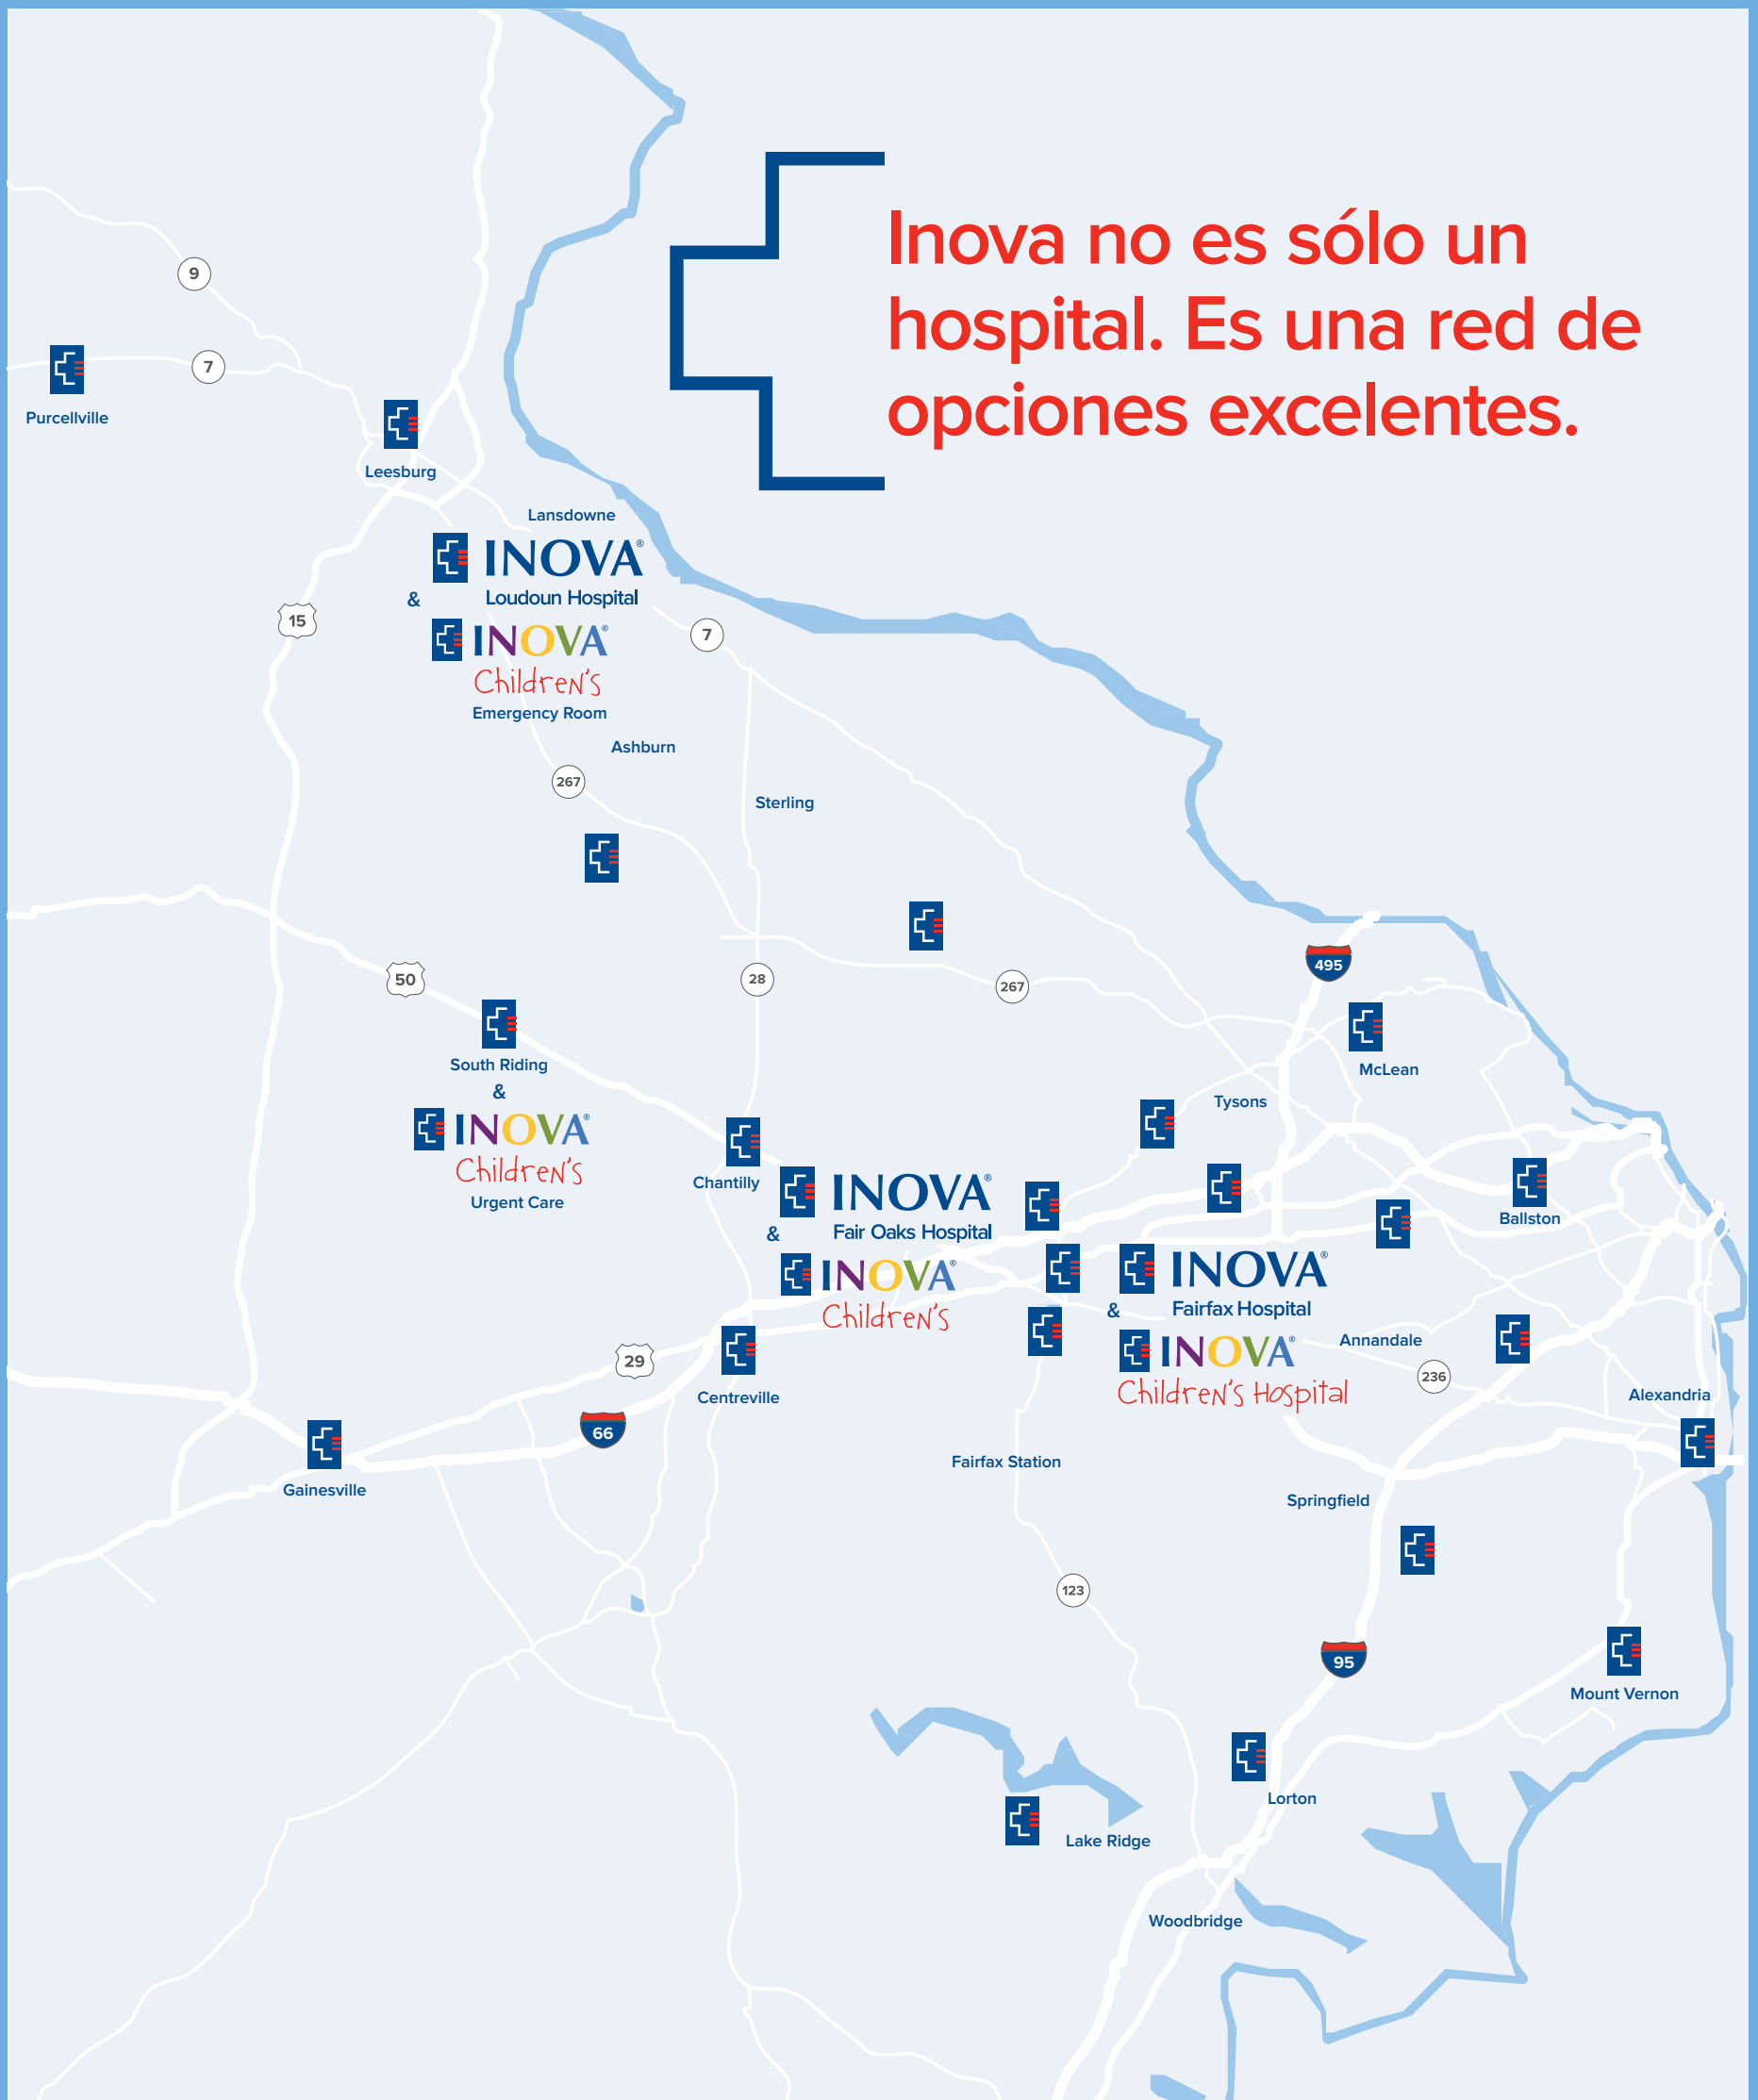 Inova no es sólo un
hospital. Es una red de
opciones excelentes.
9
7
Purcellville
Leesburg
Lansdowne
INOVA®
Loudoun Hospital
&
INOVA®
Children's
Emergency Room
15
7
Ashburn
267
Sterling
50
28
267
495
South Riding
&
INOVA®
Children's
Urgent Care
McLean
Tysons
Chantilly
INOVA®
Fair Oaks Hospital
&
INOVA®
Children's
Ballston
INOVA®
Fairfax Hospital
&
INOVA®
Children's Hospital
Annandale
236
29
Centreville
66
Alexandria
Gainesville
Fairfax Station
Springfield
123
95
Mount Vernon
Lorton
Lake Ridge
Woodbridge